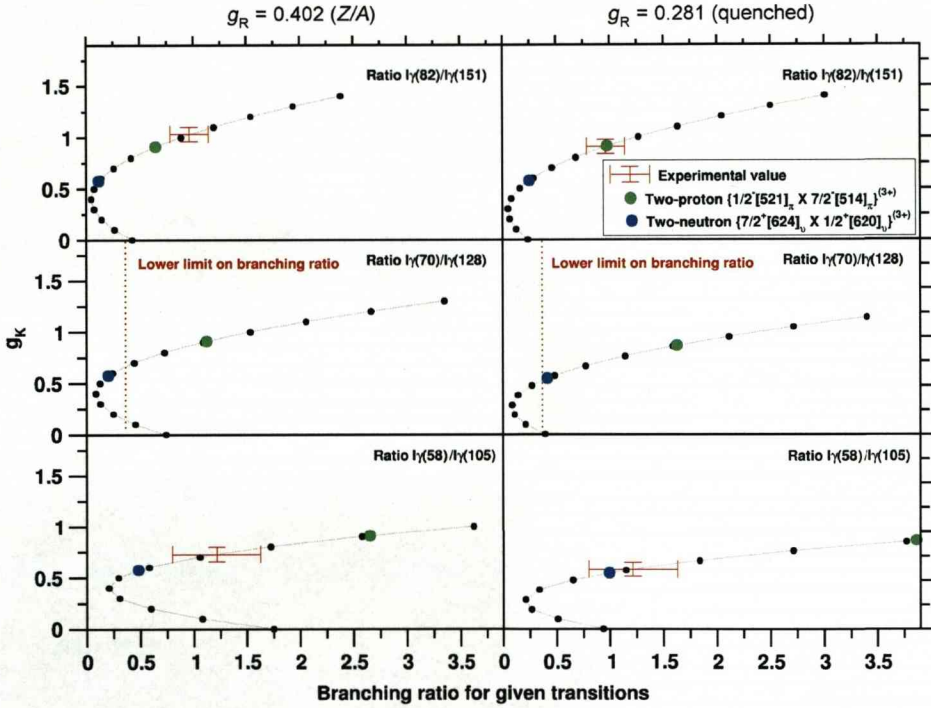 gR = 0.402 (Z/A)
gR = 0.281 (quenched)
Ratio Iγ(82)/Iγ(151)
Ratio Iγ(82)/Iγ(151)
1.5
1
0.5
0
Experimental value
Two-proton {1/2⁻[521]π X 7/2⁻[514]π}(3+)
Two-neutron {7/2⁺[624]υ X 1/2⁺[620]υ}(3+)
Ratio Iγ(70)/Iγ(128)
Ratio Iγ(70)/Iγ(128)
Lower limit on branching ratio
Lower limit on branching ratio
1.5
1
0.5
0
gK
Ratio Iγ(58)/Iγ(105)
Ratio Iγ(58)/Iγ(105)
1.5
1
0.5
0
0 0.5 1 1.5 2 2.5 3 3.5
0 0.5 1 1.5 2 2.5 3 3.5
Branching ratio for given transitions